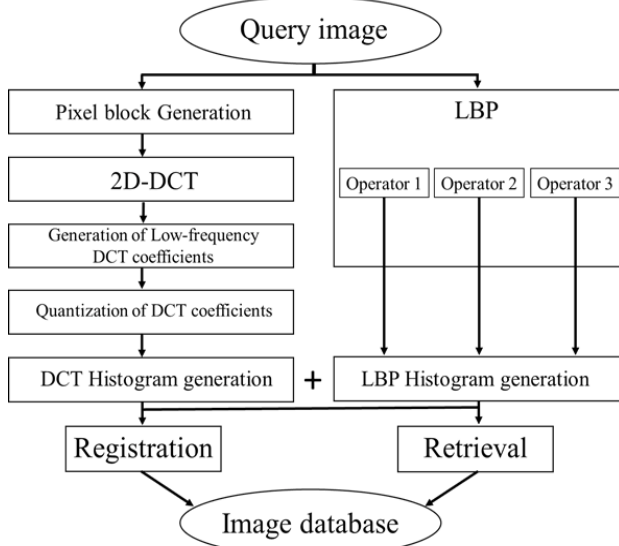 Query image
Pixel block Generation
LBP
2D-DCT
Operator 1
Operator 2
Operator 3
Generation of Low-frequency
DCT coefficients
Quantization of DCT coefficients
DCT Histogram generation
+
LBP Histogram generation
Registration
Retrieval
Image database